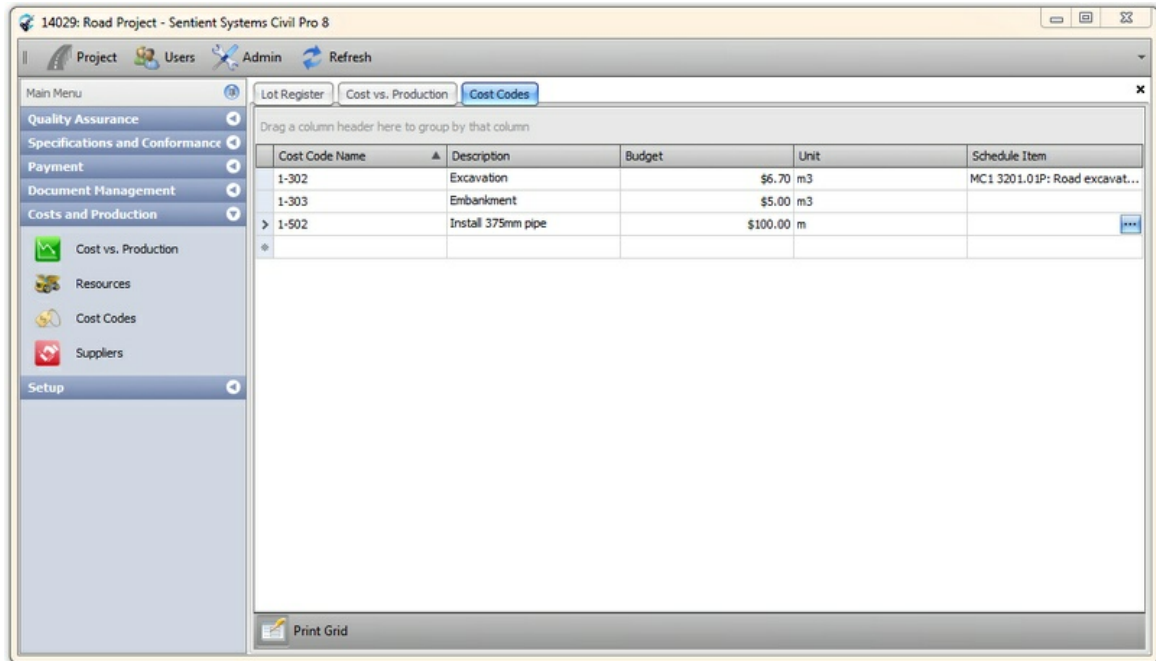 14029: Road Project - Sentient Systems Civil Pro 8
Project Users Admin Refresh
Main Menu
Quality Assurance
Specifications and Conformance
Payment
Document Management
Costs and Production
Cost vs. Production
Resources
Cost Codes
Suppliers
Setup
Lot Register Cost vs. Production Cost Codes
Drag a column header here to group by that column
Cost Code Name Description Budget Unit Schedule Item
1-302 Excavation $6.70 m3 MC1 3201.01P: Road excavat...
1-303 Embankment $5.00 m3
1-502 Install 375mm pipe $100.00 m
Print Grid